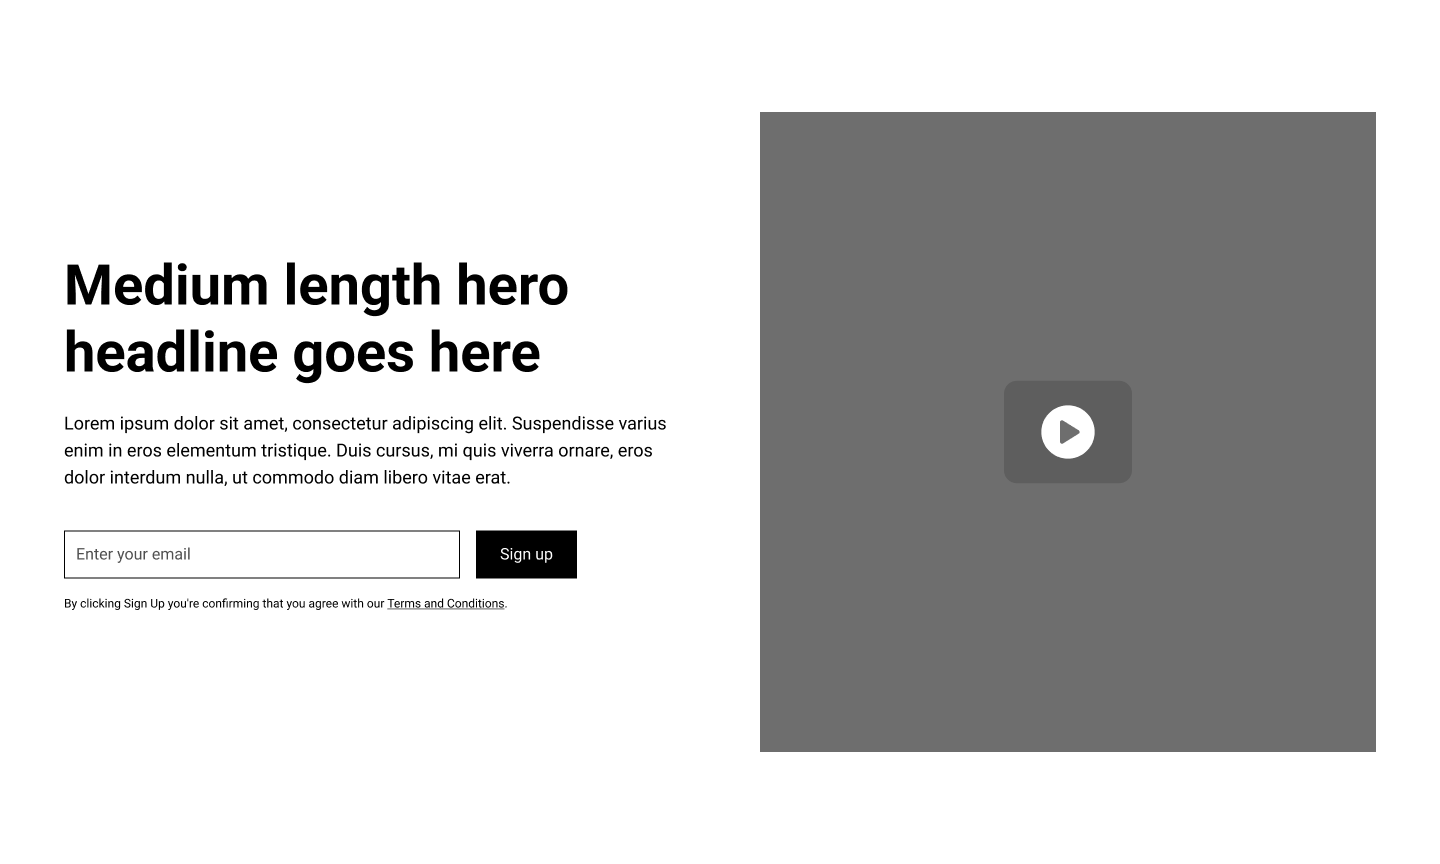 Medium length hero
headline goes here
Lorem ipsum dolor sit amet, consectetur adipiscing elit. Suspendisse varius
enim in eros elementum tristique. Duis cursus, mi quis viverra ornare, eros
dolor interdum nulla, ut commodo diam libero vitae erat.
Enter your email
Sign up
By clicking Sign Up you're confirming that you agree with our Terms and Conditions.